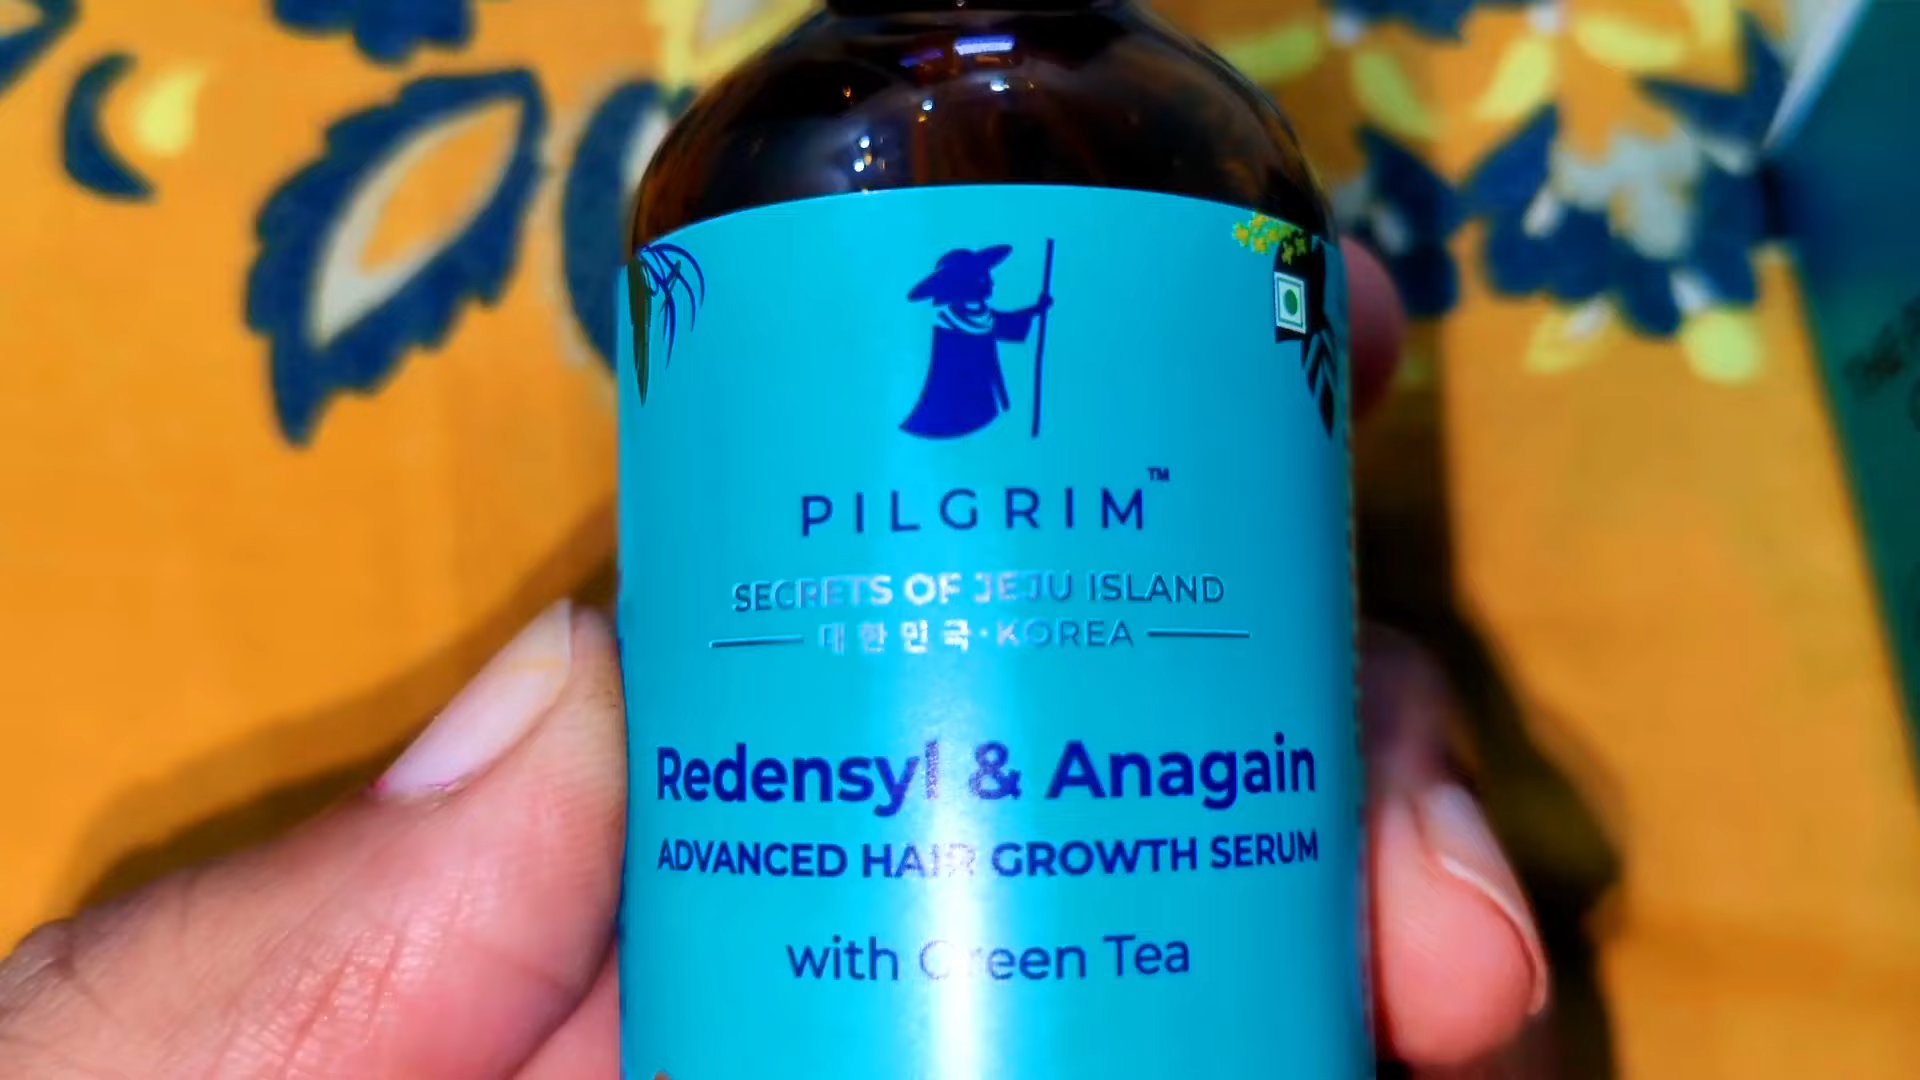 PILGRIM™
SECRETS OF JEJU ISLAND
대한민국·KOREA
Redensyl & Anagain
ADVANCED HAIR GROWTH SERUM
with Green Tea